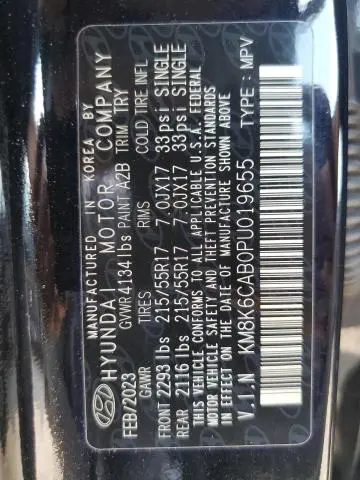 MANUFACTURED IN KOREA BY
HYUNDAI MOTOR COMPANY
FEB/2023 GVWR 4134 lbs PAINT A2B TRIM TRY
GAWR TIRES RIMS COLD TIRE INFL
FRONT 2293 lbs 215/55R17 7.0JX17 33psi SINGLE
REAR 2116 lbs 215/55R17 7.0JX17 33psi SINGLE
THIS VEHICLE CONFORMS TO ALL APPLICABLE U.S.A. FEDERAL
MOTOR VEHICLE SAFETY AND THEFT PREVENTION STANDARDS
IN EFFECT ON THE DATE OF MANUFACTURE SHOWN ABOVE
V.I.N KM8K6CAB0PU019655 TYPE: MPV